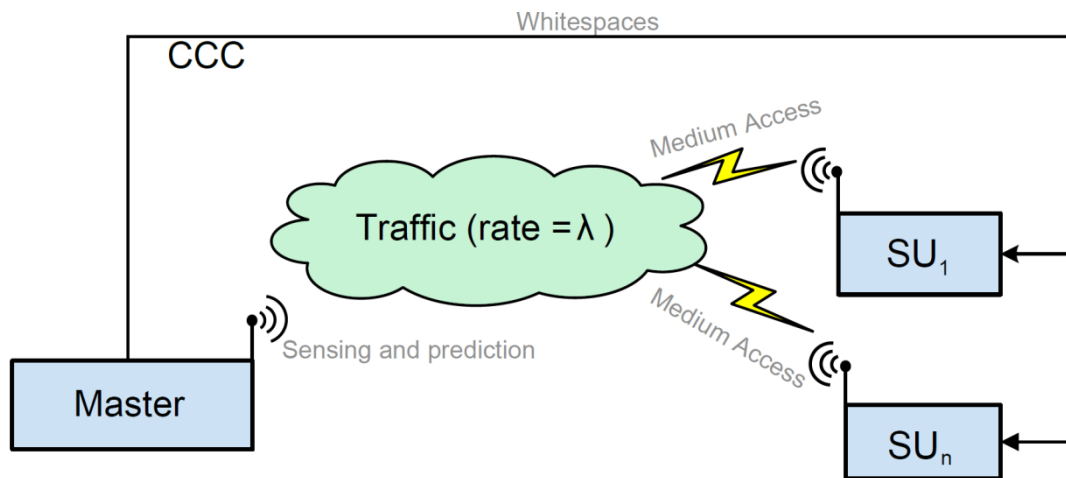 Whitespaces
CCC
Medium Access
Traffic (rate = λ )
SU1
Medium Access
Sensing and prediction
Master
SUn